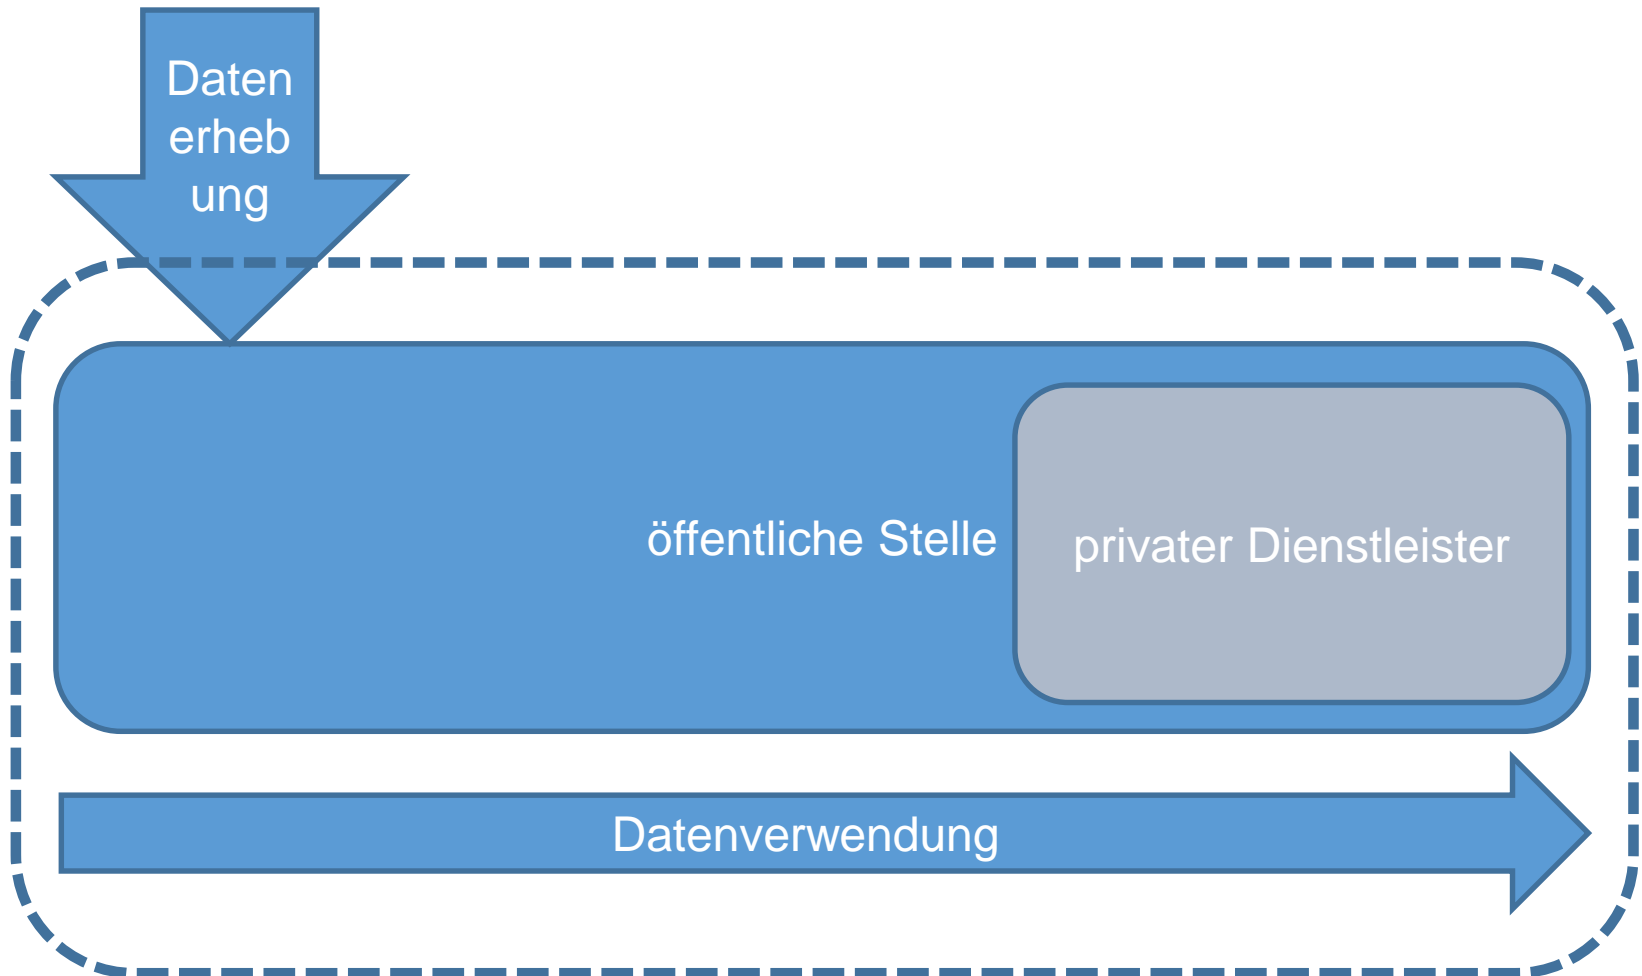 Daten
erheb
ung
öffentliche Stelle
privater Dienstleister
Datenverwendung